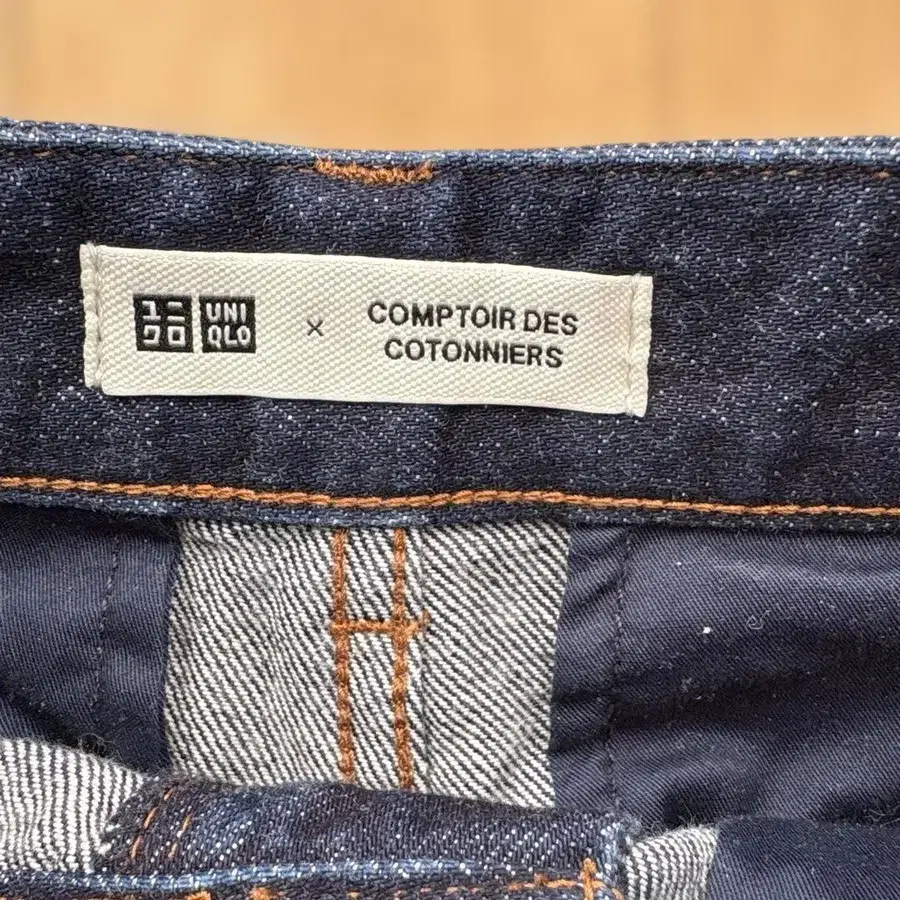 ユニ
クロ
UNI
QLO
×
COMPTOIR DES
COTONNIERS